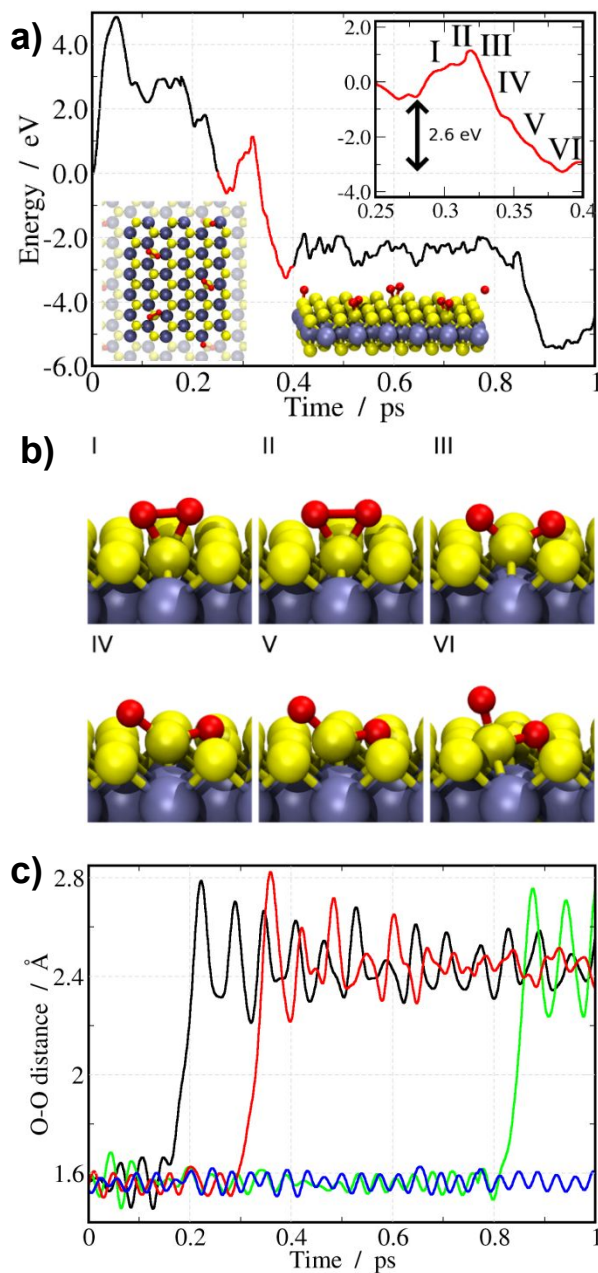 a)
4.0
2.0
0.0
-2.0
-4.0
-6.0
Energy / eV
0
0.2
0.4
0.6
0.8
1
Time / ps
2.0
0.0
-2.0
-4.0
0.25
0.3
0.35
0.4
I
II
III
IV
V
VI
2.6 eV
b)
I
II
III
IV
V
VI
c)
2.8
2.4
2
1.6
O-O distance / Å
0
0.2
0.4
0.6
0.8
1
Time / ps